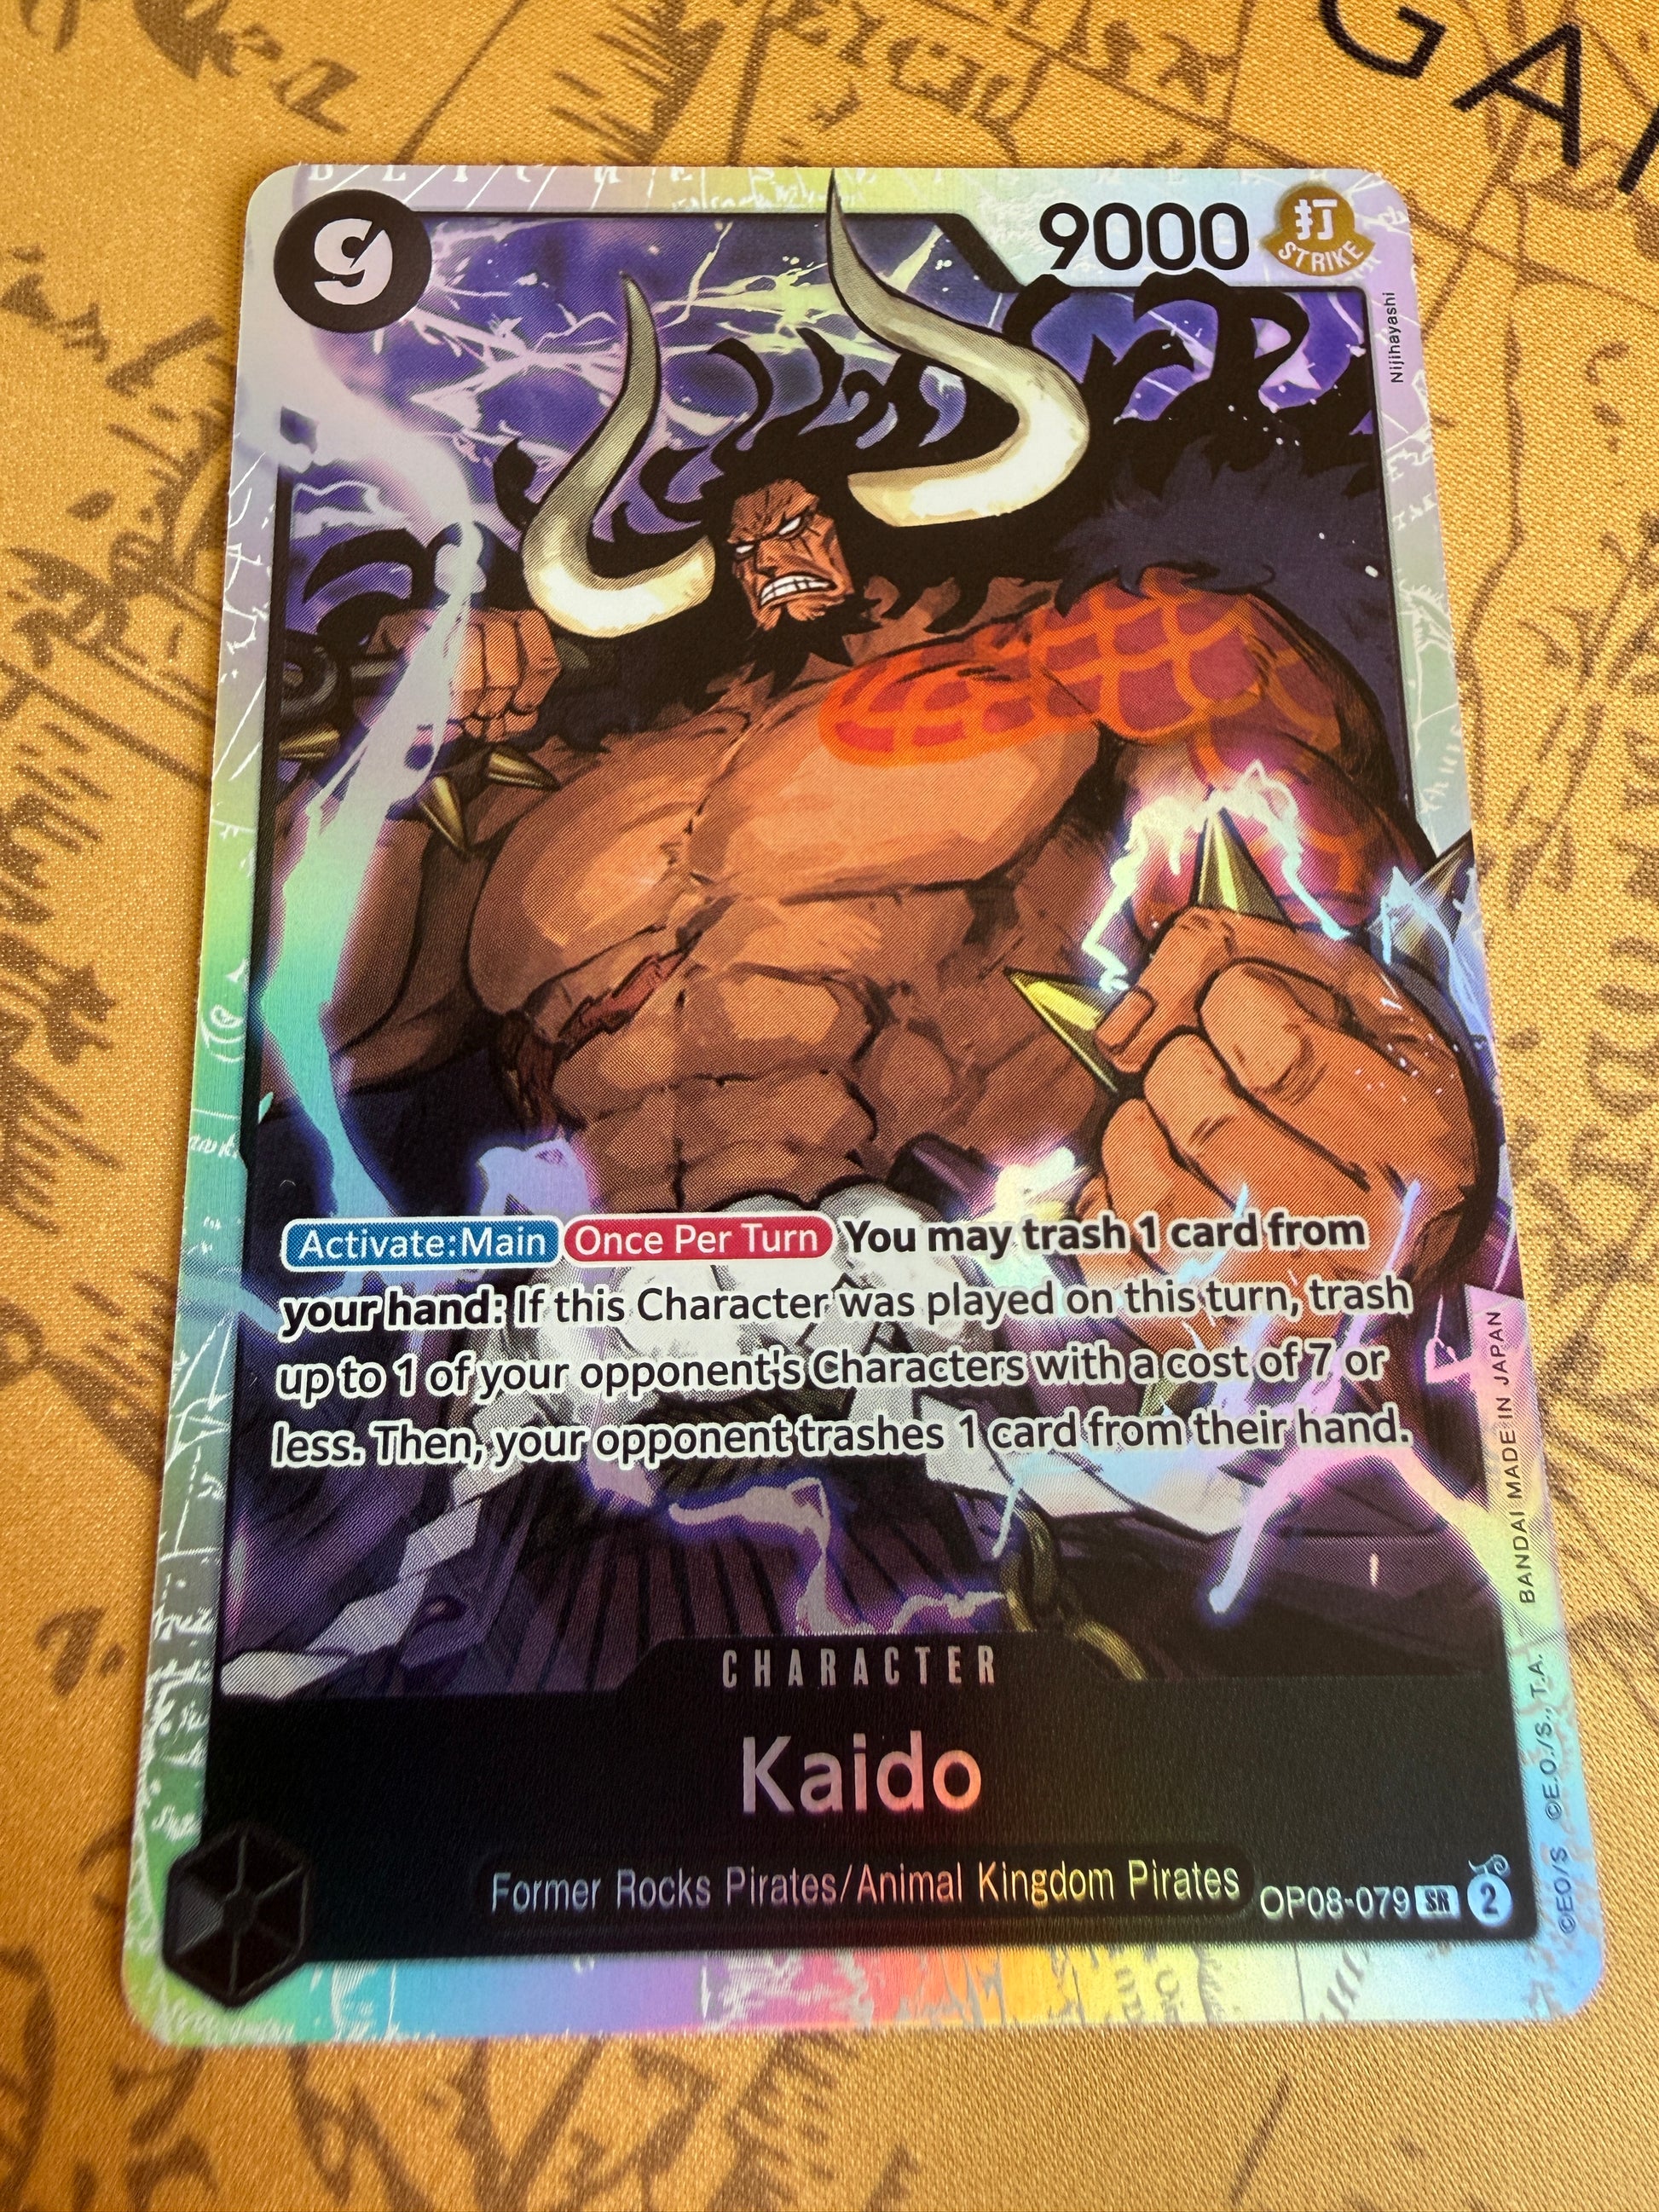 GA
9
9000
打
STRIKE
Nijihayashi
Activate:Main Once Per Turn You may trash 1 card from
your hand: If this Character was played on this turn, trash
up to 1 of your opponent's Characters with a cost of 7 or
less. Then, your opponent trashes 1 card from their hand.
BANDAI MADE IN JAPAN
CHARACTER
Kaido
Former Rocks Pirates/Animal Kingdom Pirates
OP08-079 SR 2
©EO/S ©E.O./S., T.A.